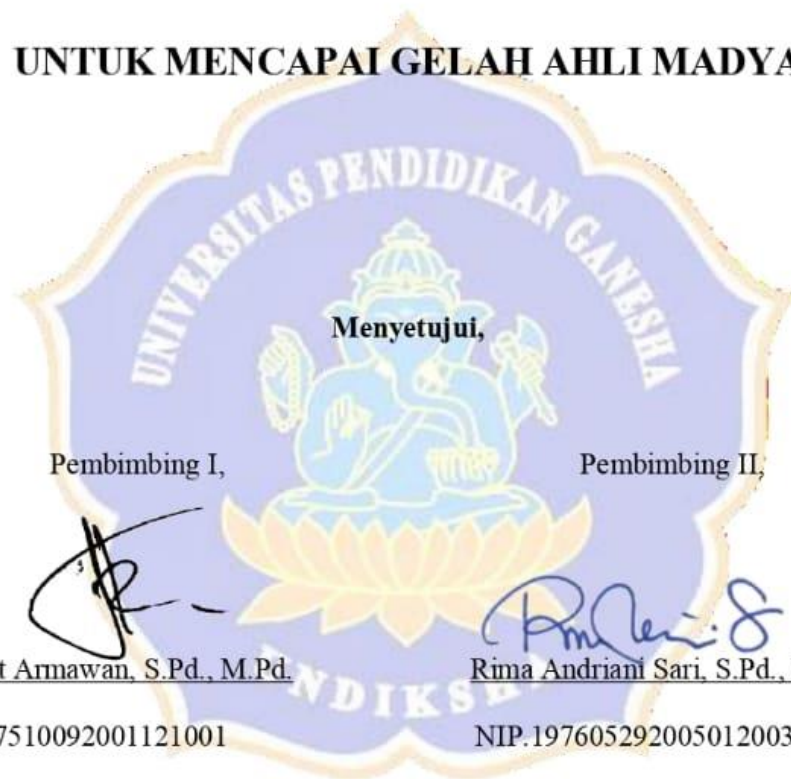 UNTUK MENCAPAI GELAH AHLI MADYA
UNIVERSITAS PENDIDIKAN GANESHA
Menyetujui,
Pembimbing I,
Pembimbing II,
t Armawan, S.Pd., M.Pd.
Rima Andriani Sari, S.Pd.,
UNDIKSHA
7510092001121001
NIP.197605292005012003